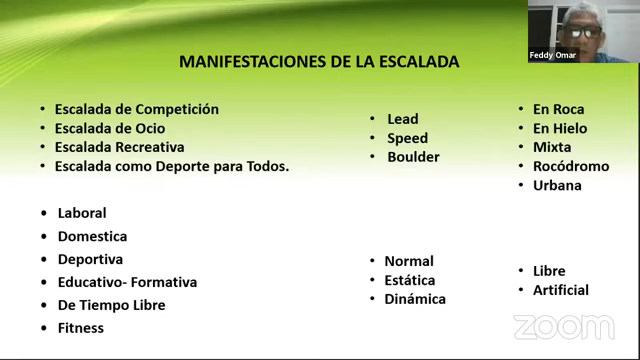 Feddy Omar
MANIFESTACIONES DE LA ESCALADA
• Escalada de Competición
• Escalada de Ocio
• Escalada Recreativa
• Escalada como Deporte para Todos.
• Lead
• Speed
• Boulder
• En Roca
• En Hielo
• Mixta
• Rocódromo
• Urbana
• Laboral
• Domestica
• Deportiva
• Educativo- Formativa
• De Tiempo Libre
• Fitness
• Normal
• Estática
• Dinámica
• Libre
• Artificial
zoom